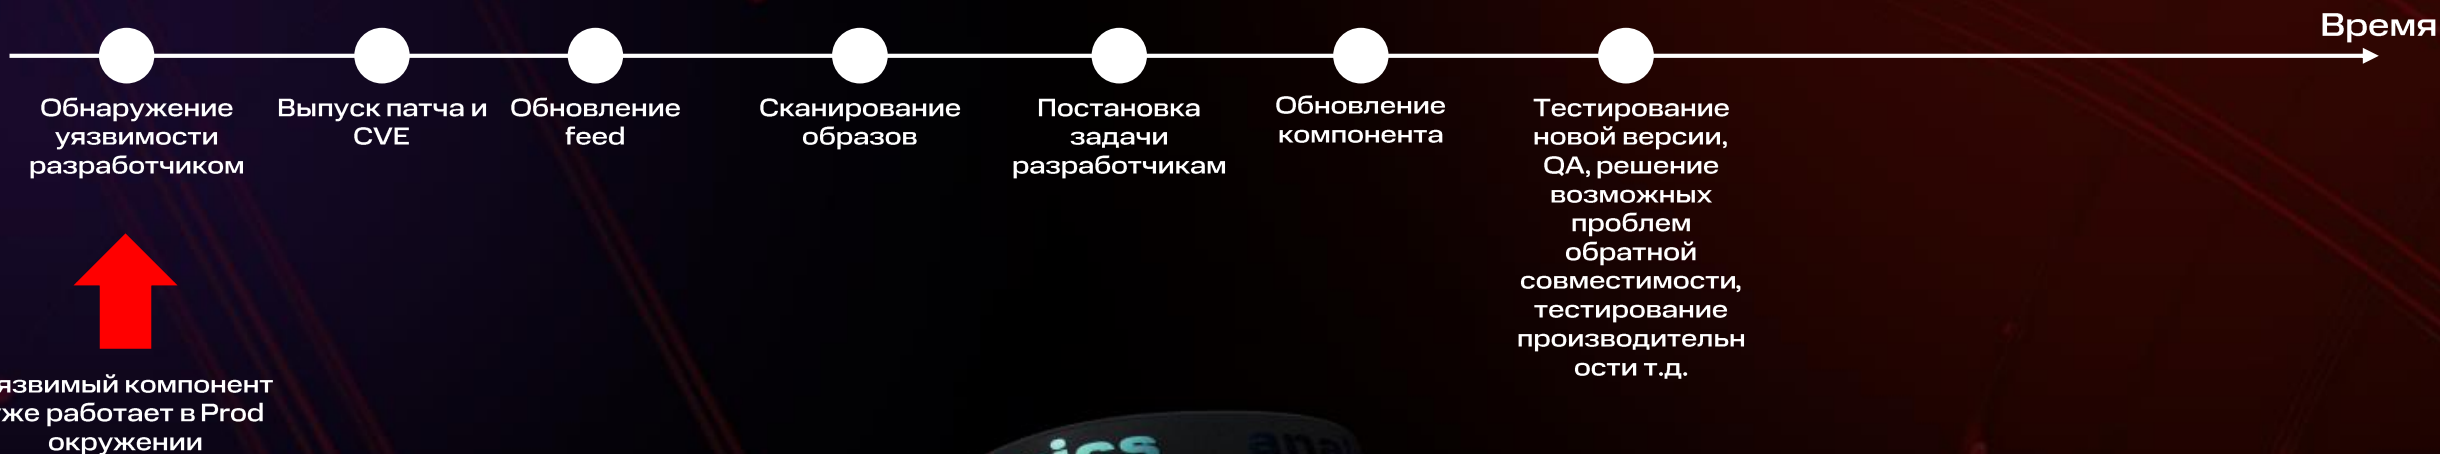 Время
Обнаружение
уязвимости
разработчиком
Выпуск патча и
CVE
Обновление
feed
Сканирование
образов
Постановка
задачи
разработчикам
Обновление
компонента
Тестирование
новой версии,
QA, решение
возможных
проблем
обратной
совместимости,
тестирование
производительн
ости т.д.
язвимый компонент
же работает в Prod
окружении
ics